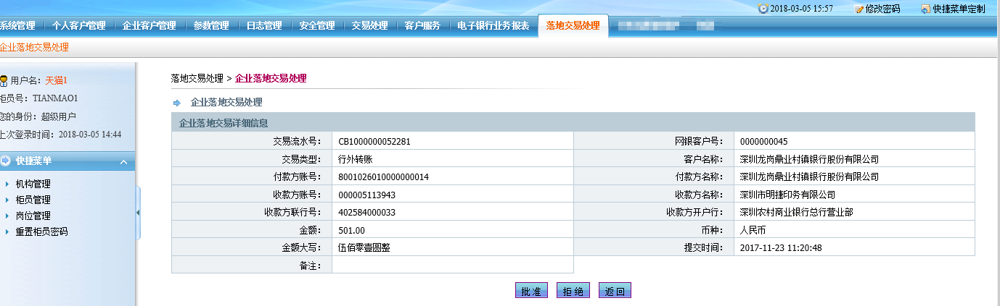 2018-03-05 15:57 修改密码 快捷菜单定制
系统管理 个人客户管理 企业客户管理 参数管理 日志管理 安全管理 交易处理 客户服务 电子银行业务报表 落地交易处理
企业落地交易处理
用户名：天猫1
柜员号：TIANMAO1
您的身份：超级用户
上次登录时间：2018-03-05 14:44
快捷菜单
机构管理
柜员管理
岗位管理
重置柜员密码
落地交易处理 > 企业落地交易处理
企业落地交易处理
企业落地交易详细信息
交易流水号： CB1000000052281 网银客户号： 0000000045
交易类型： 行外转账 客户名称： 深圳龙岗鼎业村镇银行股份有限公司
付款方账号： 8001026010000000014 付款方名称： 深圳龙岗鼎业村镇银行股份有限公司
收款方账号： 000005113943 收款方名称： 深圳市明捷印务有限公司
收款方联行号： 402584000033 收款方开户行： 深圳农村商业银行总行营业部
金额： 501.00 币种： 人民币
金额大写： 伍佰零壹圆整 提交时间： 2017-11-23 11:20:48
备注：
批准 拒绝 返回